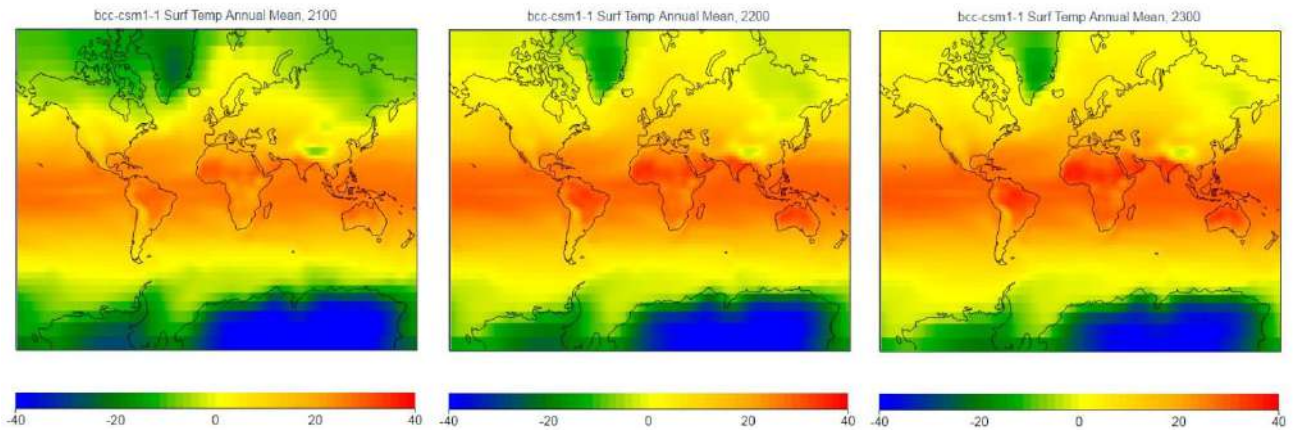 bcc-csm1-1 Surf Temp Annual Mean, 2100
bcc-csm1-1 Surf Temp Annual Mean, 2200
bcc-csm1-1 Surf Temp Annual Mean, 2300
-40 -20 0 20 40
-40 -20 0 20 40
-40 -20 0 20 40